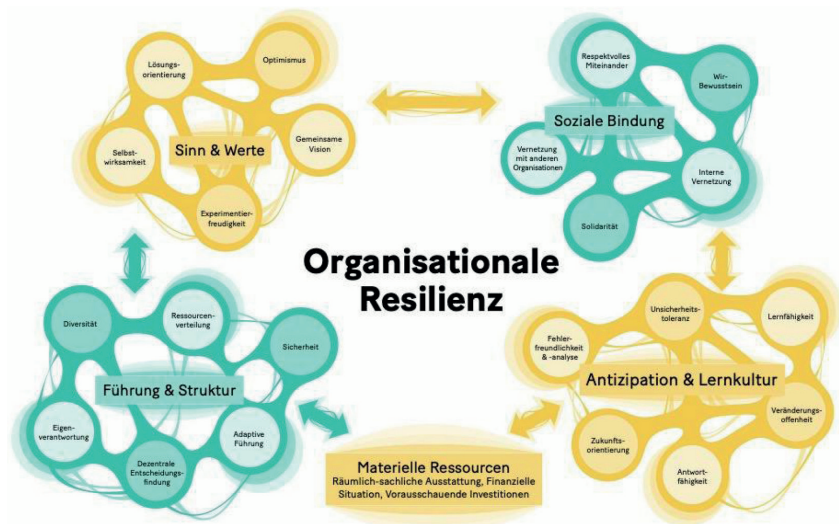 Lösungs-
orientierung
Optimismus
Selbst-
wirksamkeit
Sinn & Werte
Gemeinsame
Vision
Experimentier-
freudigkeit
Respektvolles
Miteinander
Wir-
Bewusstsein
Soziale Bindung
Vernetzung
mit anderen
Organisationen
Interne
Vernetzung
Solidarität
Organisationale
Resilienz
Diversität
Ressourcen-
verteilung
Sicherheit
Führung & Struktur
Eigen-
verantwortung
Adaptive
Führung
Dezentrale
Entscheidungs-
findung
Unsicherheits-
toleranz
Lernfähigkeit
Fehler-
freundlichkeit
& -analyse
Antizipation & Lernkultur
Veränderungs-
offenheit
Zukunfts-
orientierung
Antwort-
fähigkeit
Materielle Ressourcen
Räumlich-sachliche Ausstattung, Finanzielle
Situation, Vorausschauende Investitionen